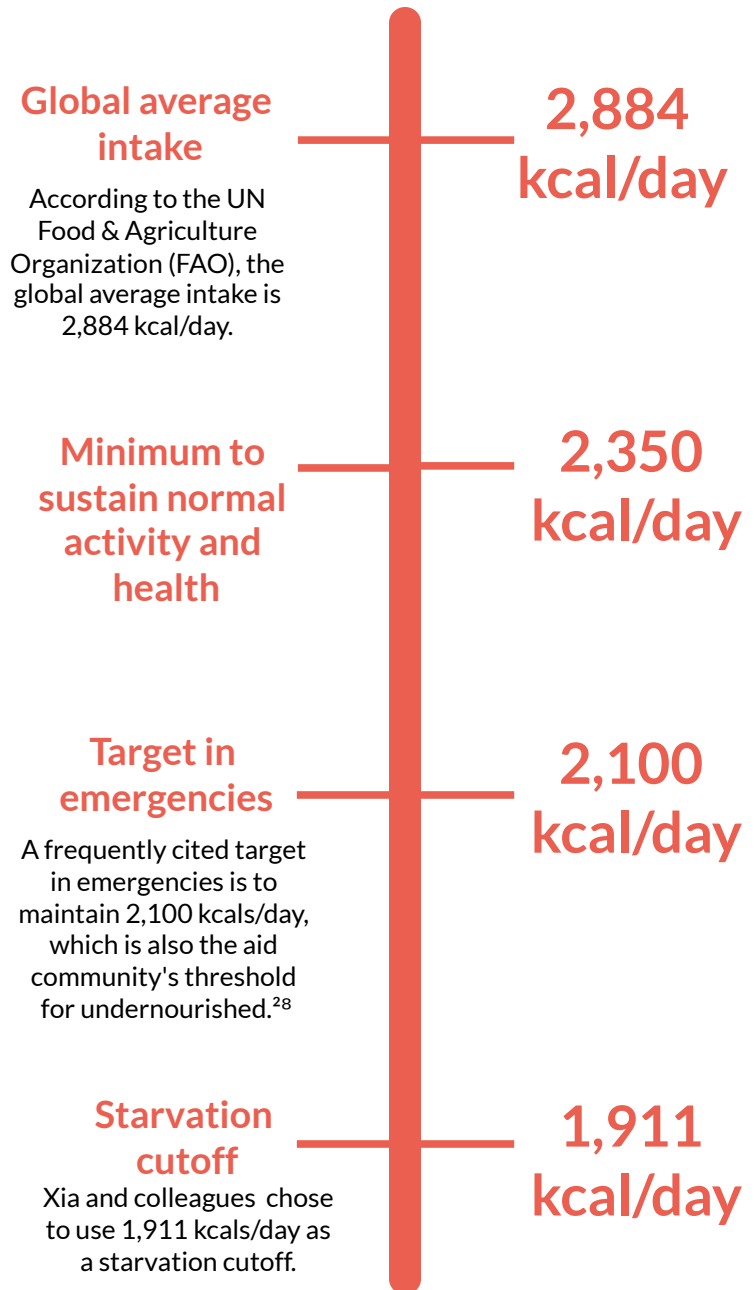 Global average
intake
2,884
kcal/day
According to the UN
Food & Agriculture
Organization (FAO), the
global average intake is
2,884 kcal/day.
Minimum to
sustain normal
activity and
health
2,350
kcal/day
Target in
emergencies
2,100
kcal/day
A frequently cited target
in emergencies is to
maintain 2,100 kcals/day,
which is also the aid
community's threshold
for undernourished.²⁸
Starvation
cutoff
1,911
kcal/day
Xia and colleagues  chose
to use 1,911 kcals/day as
a starvation cutoff.